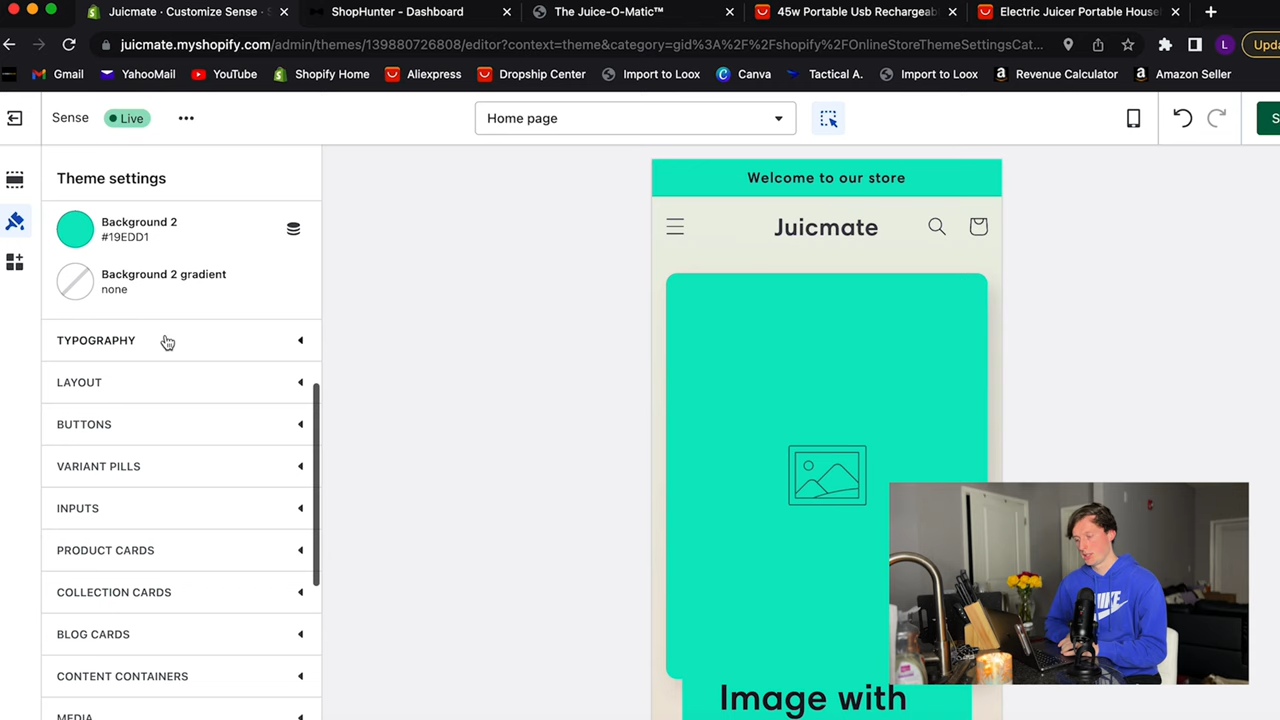 Juicmate · Customize Sense · S
ShopHunter - Dashboard
The Juice-O-Matic™
45w Portable Usb Rechargeab
Electric Juicer Portable Househ
juicmate.myshopify.com/admin/themes/139880726808/editor?context=theme&category=gid%3A%2F%2Fshopify%2FOnlineStoreThemeSettingsCat...
L
Upda
Gmail
YahooMail
YouTube
Shopify Home
Aliexpress
Dropship Center
Import to Loox
Canva
Tactical A.
Import to Loox
Revenue Calculator
Amazon Seller
Sense
Live
Home page
S
Theme settings
Background 2
#19EDD1
Background 2 gradient
none
TYPOGRAPHY
LAYOUT
BUTTONS
VARIANT PILLS
INPUTS
PRODUCT CARDS
COLLECTION CARDS
BLOG CARDS
CONTENT CONTAINERS
MEDIA
Welcome to our store
Juicmate
Image with
NIKE